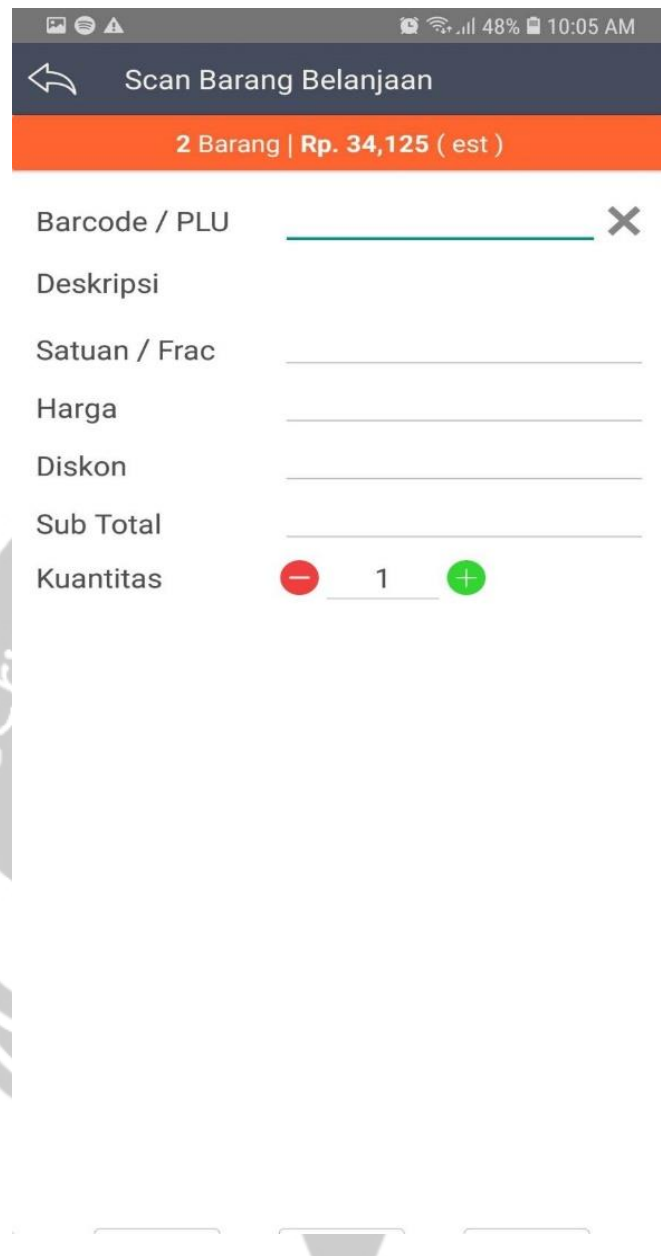 48% 10:05 AM
Scan Barang Belanjaan
2 Barang | Rp. 34,125 ( est )
Barcode / PLU
Deskripsi
Satuan / Frac
Harga
Diskon
Sub Total
Kuantitas 1